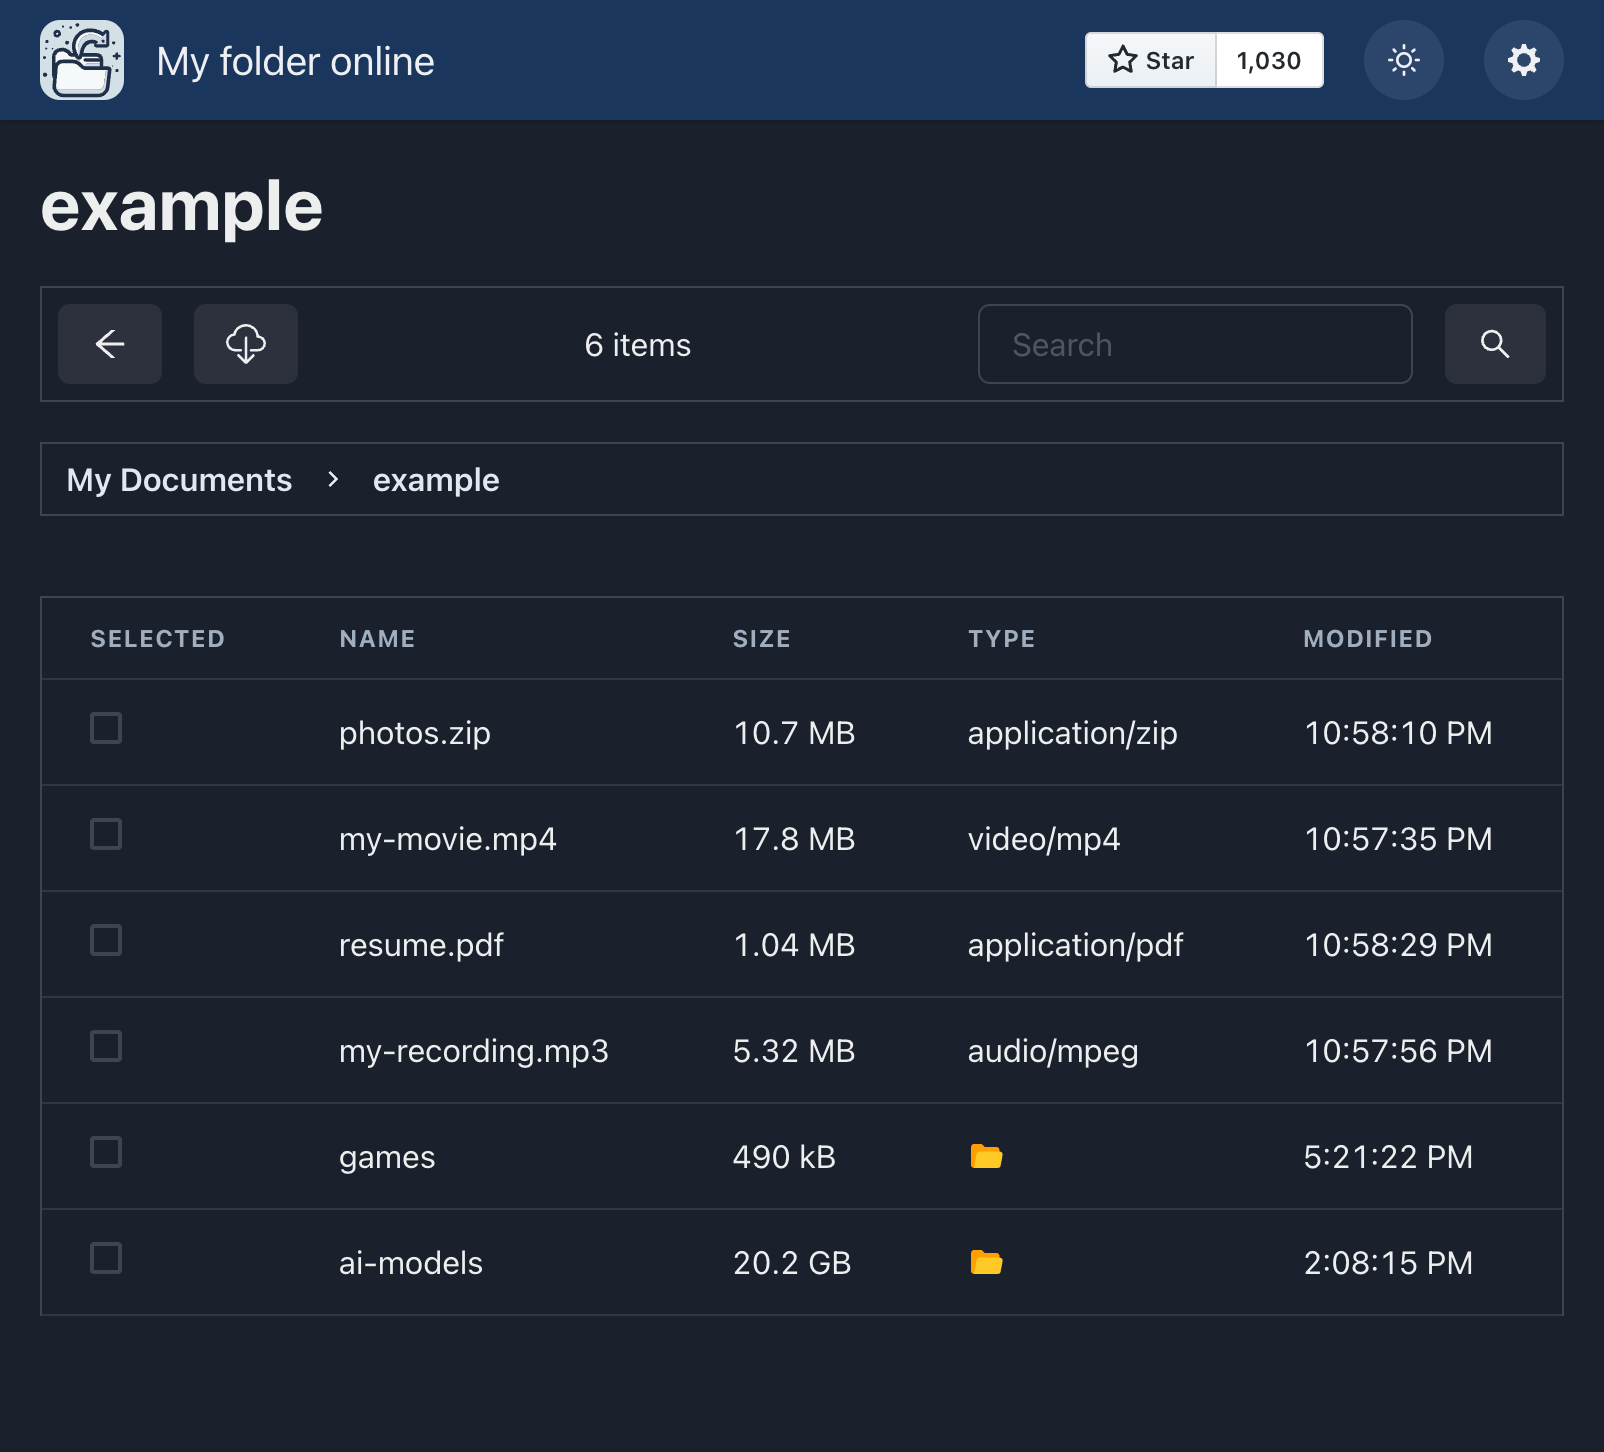 My folder online
Star 1,030
example
6 items Search
My Documents > example
SELECTED NAME SIZE TYPE MODIFIED
photos.zip 10.7 MB application/zip 10:58:10 PM
my-movie.mp4 17.8 MB video/mp4 10:57:35 PM
resume.pdf 1.04 MB application/pdf 10:58:29 PM
my-recording.mp3 5.32 MB audio/mpeg 10:57:56 PM
games 490 kB 5:21:22 PM
ai-models 20.2 GB 2:08:15 PM